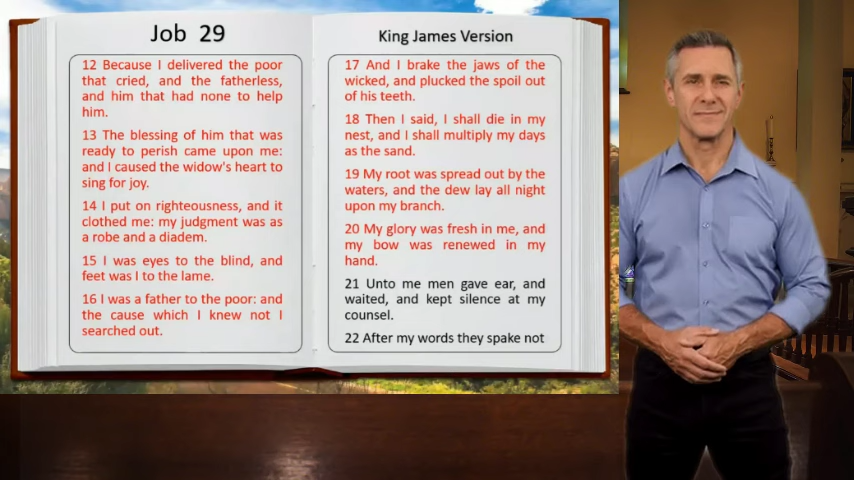 Job 29
12 Because I delivered the poor
that cried, and the fatherless,
and him that had none to help
him.
13 The blessing of him that was
ready to perish came upon me:
and I caused the widow's heart to
sing for joy.
14 I put on righteousness, and it
clothed me: my judgment was as
a robe and a diadem.
15 I was eyes to the blind, and
feet was I to the lame.
16 I was a father to the poor: and
the cause which I knew not I
searched out.
King James Version
17 And I brake the jaws of the
wicked, and plucked the spoil out
of his teeth.
18 Then I said, I shall die in my
nest, and I shall multiply my days
as the sand.
19 My root was spread out by the
waters, and the dew lay all night
upon my branch.
20 My glory was fresh in me, and
my bow was renewed in my
hand.
21 Unto me men gave ear, and
waited, and kept silence at my
counsel.
22 After my words they spake not